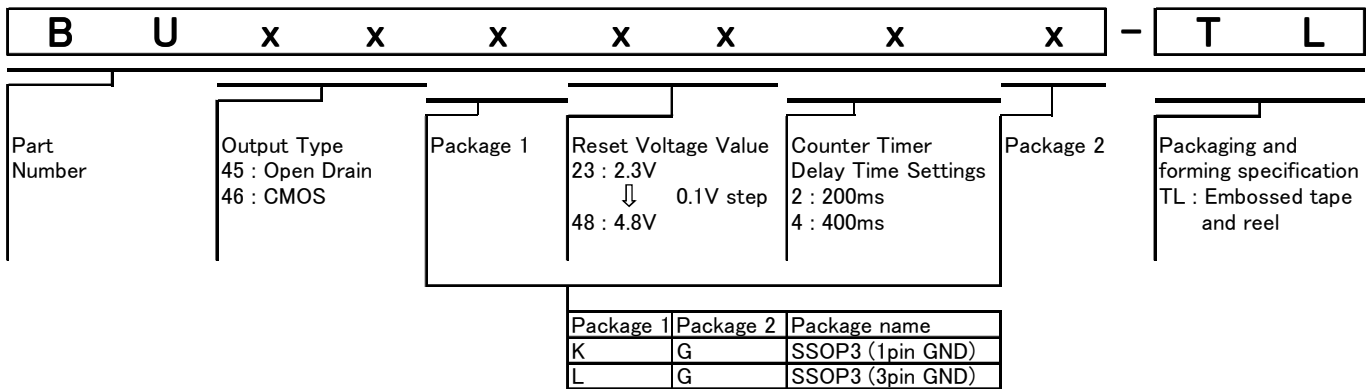 B U x x x x x x x - T L
Part Number
Output Type
45 : Open Drain
46 : CMOS
Package 1
Reset Voltage Value
23 : 2.3V
⇩ 0.1V step
48 : 4.8V
Counter Timer
Delay Time Settings
2 : 200ms
4 : 400ms
Package 2
Packaging and
forming specification
TL : Embossed tape
and reel
Package 1 Package 2 Package name
K G SSOP3 (1pin GND)
L G SSOP3 (3pin GND)